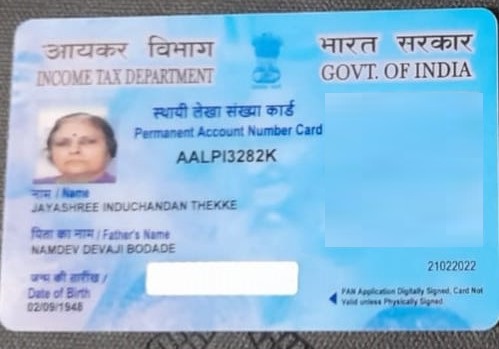 आयकर विभाग
INCOME TAX DEPARTMENT
भारत सरकार
GOVT. OF INDIA
स्थायी लेखा संख्या कार्ड
Permanent Account Number Card
AALPI3282K
नाम / Name
JAYASHREE INDUCHANDAN THEKKE
पिता का नाम / Father's Name
NAMDEV DEVAJI BODADE
जन्म की तारीख /
Date of Birth
02/09/1948
21022022
PAN Application Digitally Signed, Card Not
Valid unless Physically Signed